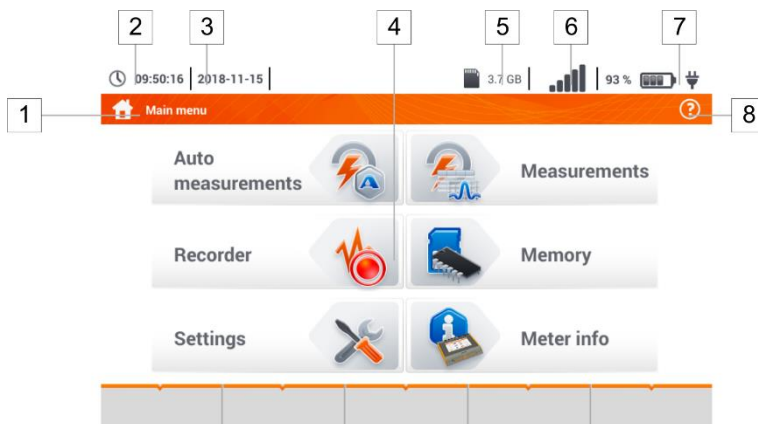 2 3 4 5 6 7
09:50:16 2018-11-15 3.7 GB 93 %
1 Main menu ? 8
Auto
measurements
A
Measurements
Recorder
Memory
Settings
Meter info